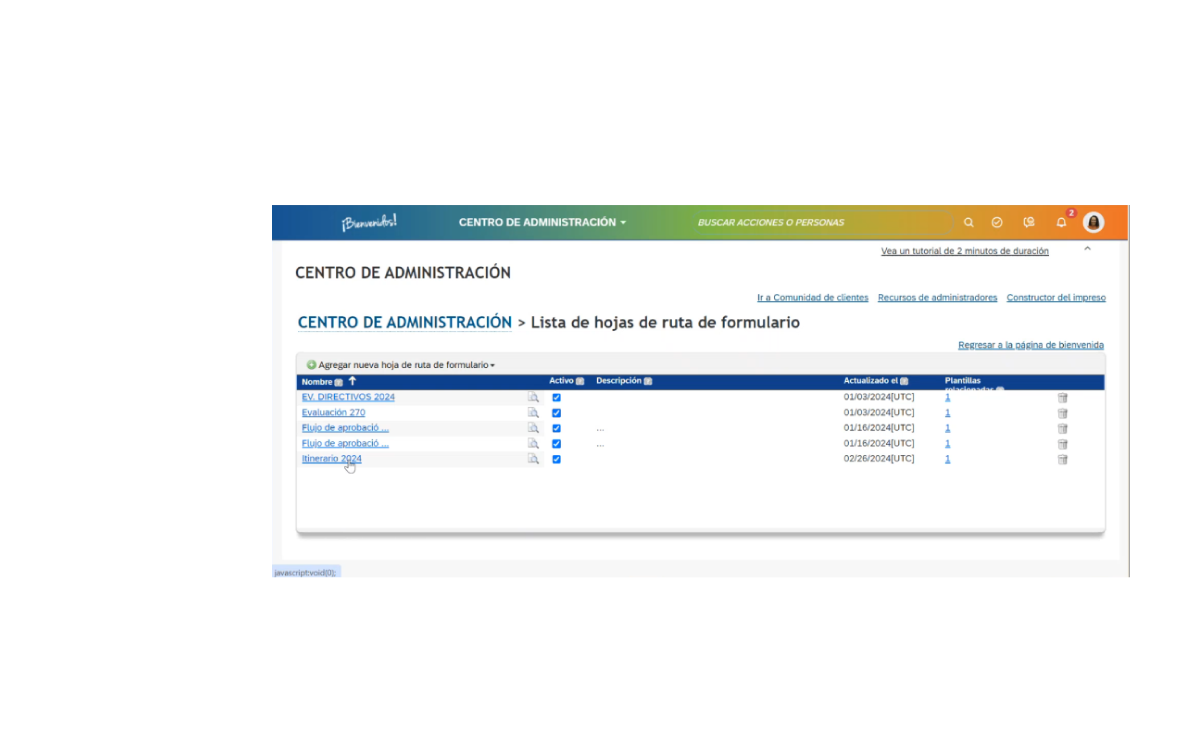 ¡Bienvenidos!
CENTRO DE ADMINISTRACIÓN
BUSCAR ACCIONES O PERSONAS
2
Vea un tutorial de 2 minutos de duración
CENTRO DE ADMINISTRACIÓN
Ir a Comunidad de clientes Recursos de administradores Constructor del impreso
CENTRO DE ADMINISTRACIÓN > Lista de hojas de ruta de formulario
Regresar a la página de bienvenida
Agregar nueva hoja de ruta de formulario
Nombre Activo Descripción Actualizado el Plantillas
relacionadas
EV. DIRECTIVOS 2024 01/03/2024[UTC] 1
Evaluación 270 01/03/2024[UTC] 1
Flujo de aprobació ... ... 01/16/2024[UTC] 1
Flujo de aprobació ... ... 01/16/2024[UTC] 1
Itinerario 2024 02/26/2024[UTC] 1
javascript:void(0);